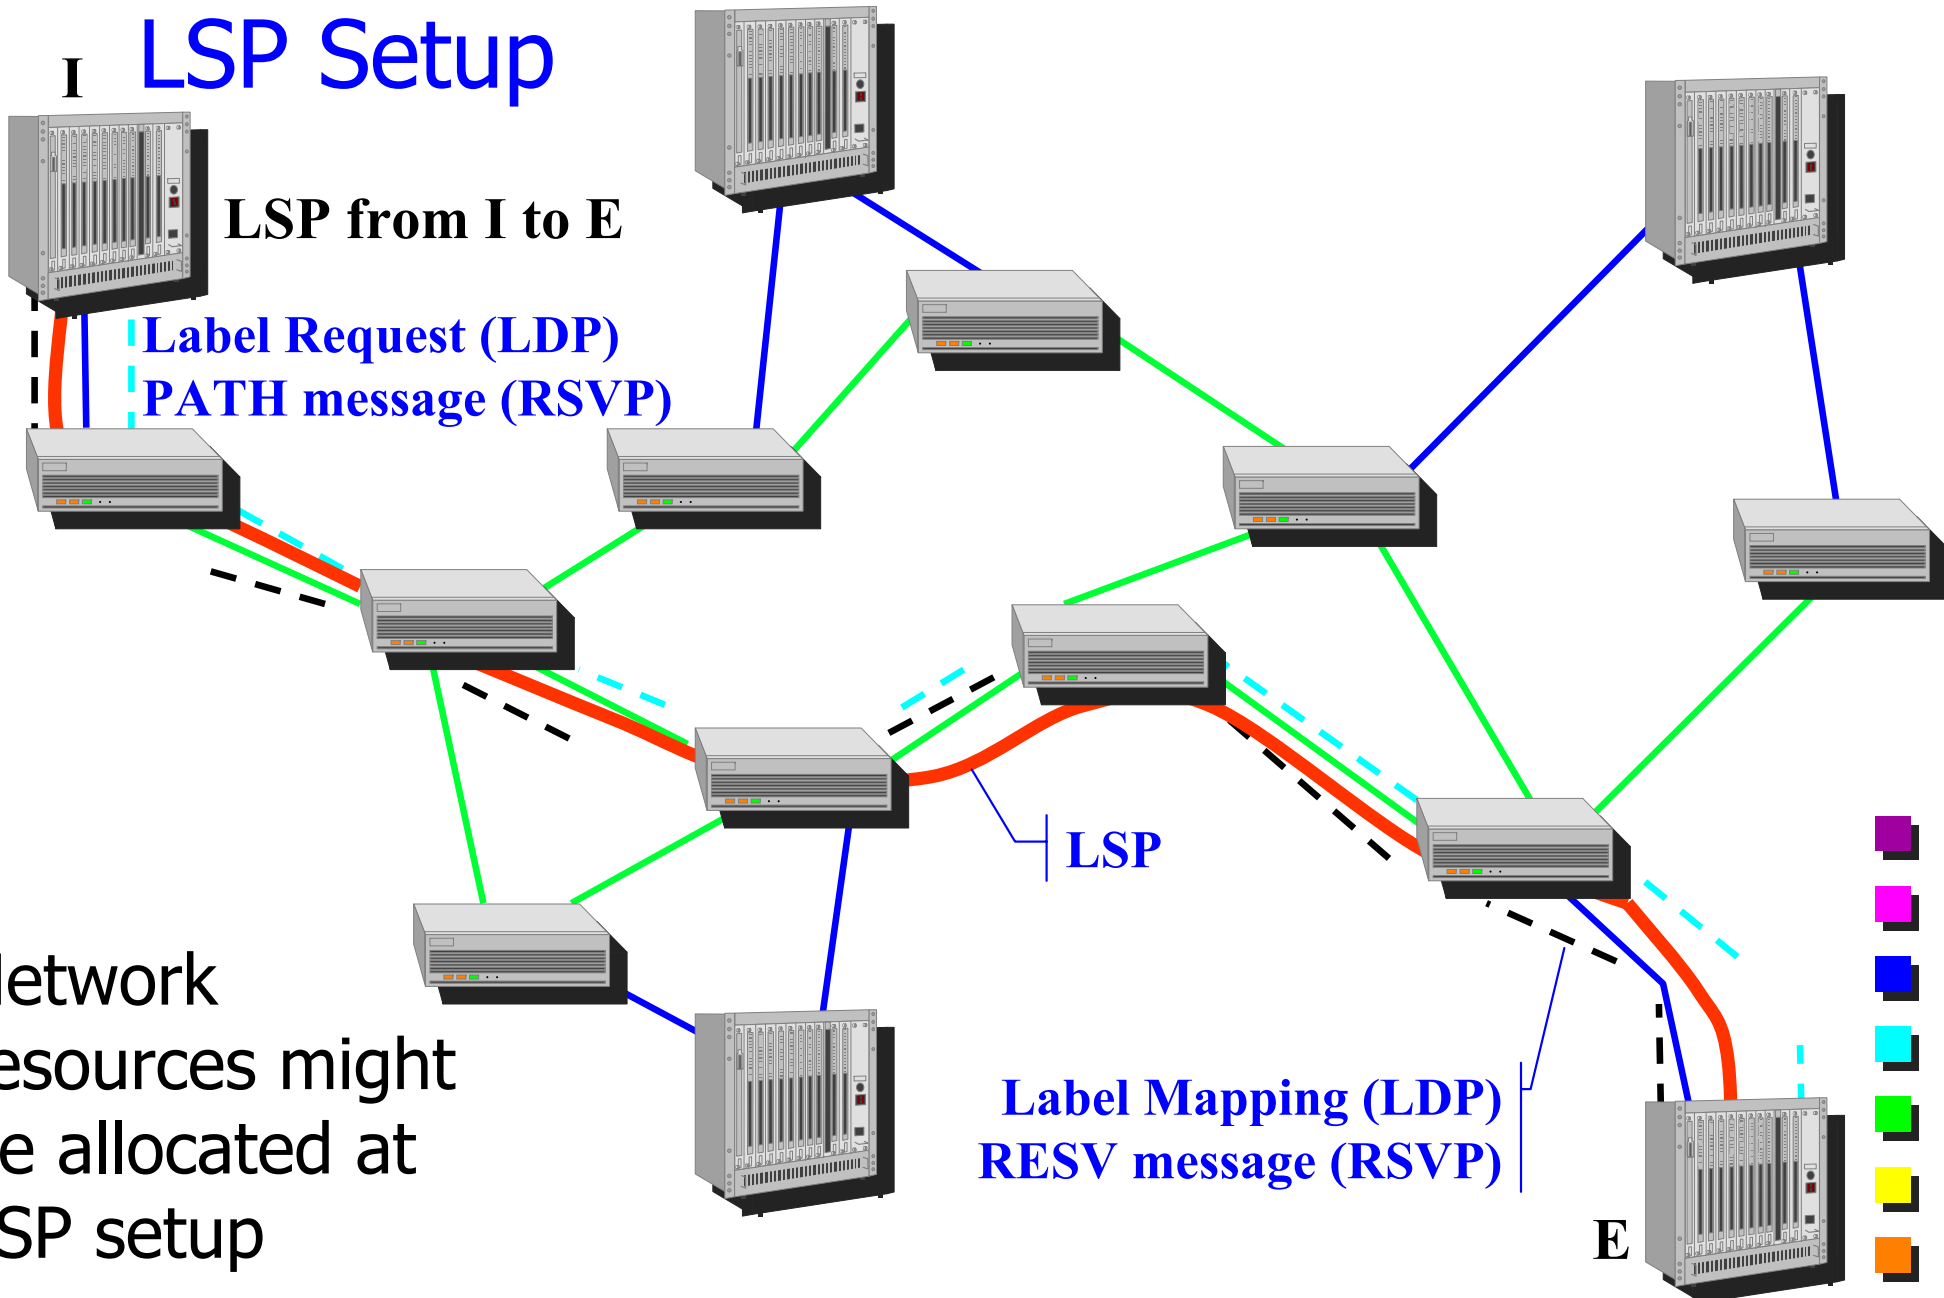 LSP Setup
I
LSP from I to E
Label Request (LDP)
PATH message (RSVP)
LSP
etwork
esources might
e allocated at
SP setup
Label Mapping (LDP)
RESV message (RSVP)
E